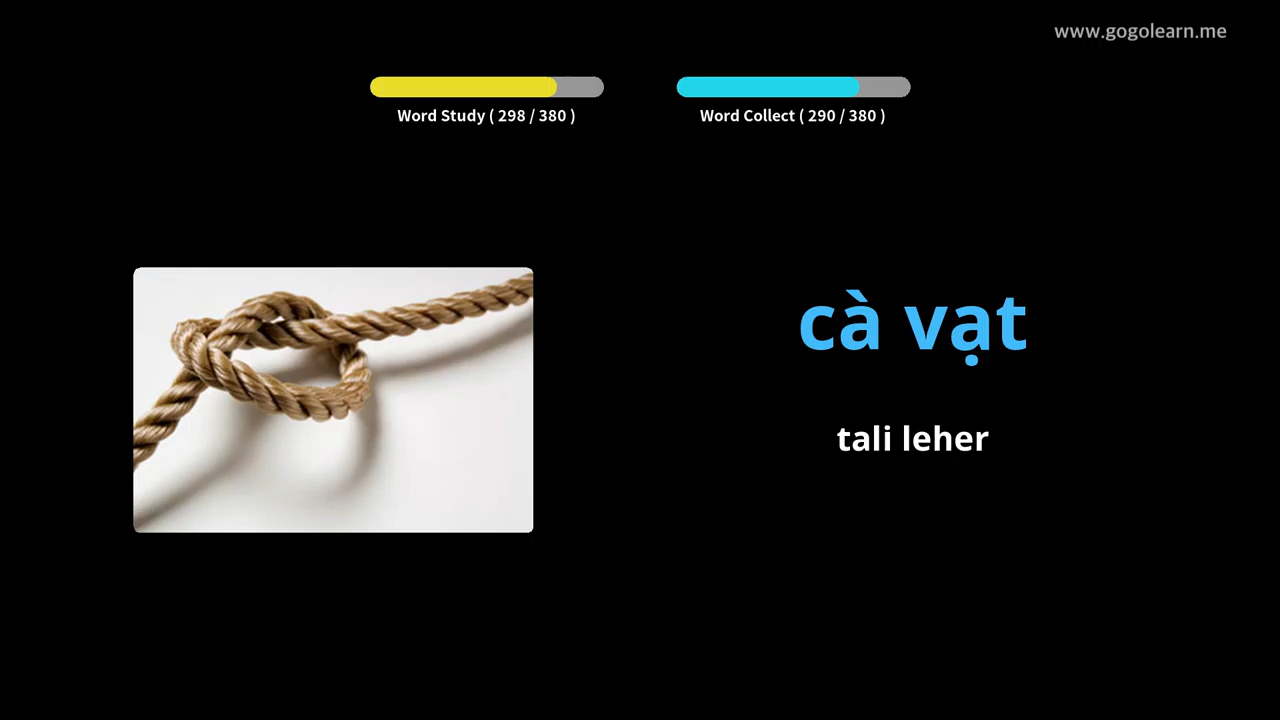 www.gogolearn.me
Word Study ( 298 / 380 )
Word Collect ( 290 / 380 )
cà vạt
tali leher